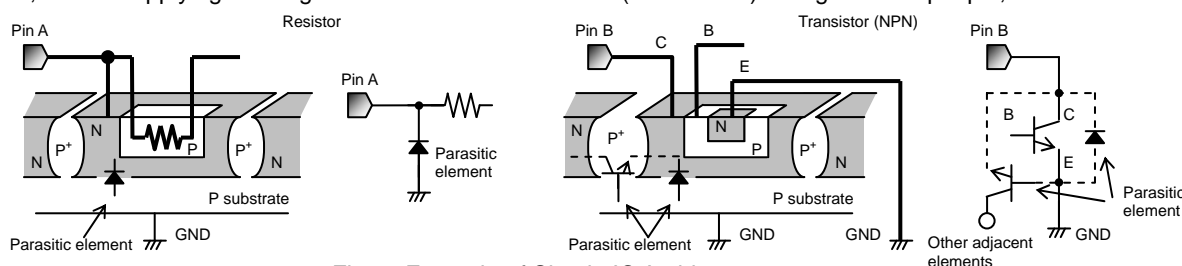 Resistor
Transistor (NPN)
Pin A
Pin A
Pin B
C
B
E
Pin B
B
C
E
N
N
P+
P
P+
N
Parasitic
element
N
P+
N
P
P+
N
P substrate
P substrate
Parasitic element
GND
Parasitic element
GND
GND
Other adjacent
elements
GND
Parasitic
element